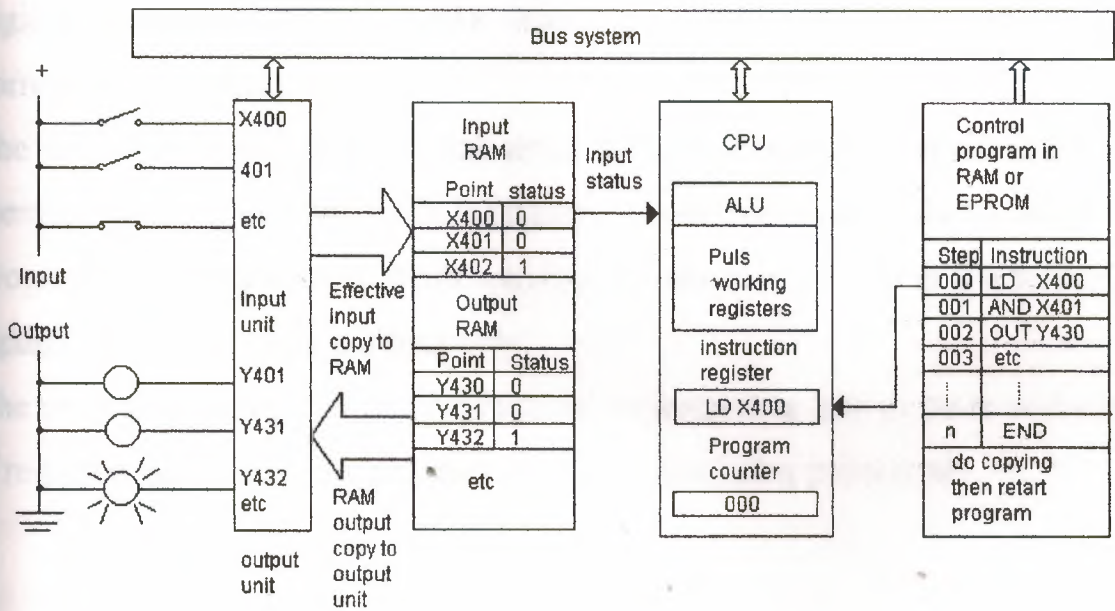 Bus system
+
X400
401
etc
Input
Output
Input
unit
Y401
Y431
Y432
etc
output
unit
Effective
input
copy to
RAM
RAM
output
copy to
output
unit
Input
RAM
Point status
X400 0
X401 0
X402 1
Output
RAM
Point Status
Y430 0
Y431 0
Y432 1
etc
Input
status
CPU
ALU
Puls
working
registers
instruction
register
LD X400
Program
counter
000
Control
program in
RAM or
EPROM
Step Instruction
000 LD X400
001 AND X401
002 OUT Y430
003 etc
n END
do copying
then retart
program